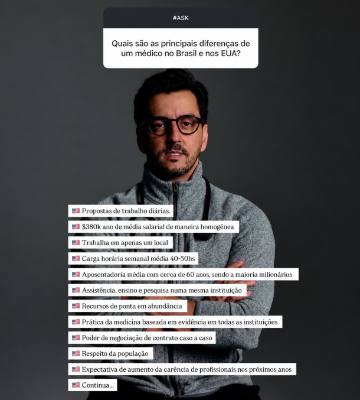 #ASK
Quais são as principais diferenças de
um médico no Brasil e nos EUA?
🇺🇸 Propostas de trabalho diárias.
🇺🇸 $380k ano de média salarial de maneira homogênea
🇺🇸 Trabalha em apenas um local
🇺🇸 Carga horária semanal média 40-50hs
🇺🇸 Aposentadoria média com cerca de 60 anos, sendo a maioria milionários
🇺🇸 Assistência, ensino e pesquisa numa mesma instituição
🇺🇸 Recursos de ponta em abundância
🇺🇸 Prática da medicina baseada em evidência em todas as instituições
🇺🇸 Poder de negociação de contrato caso a caso
🇺🇸 Respeito da população
🇺🇸 Expectativa de aumento da carência de profissionais nos próximos anos
🇺🇸 Continua...